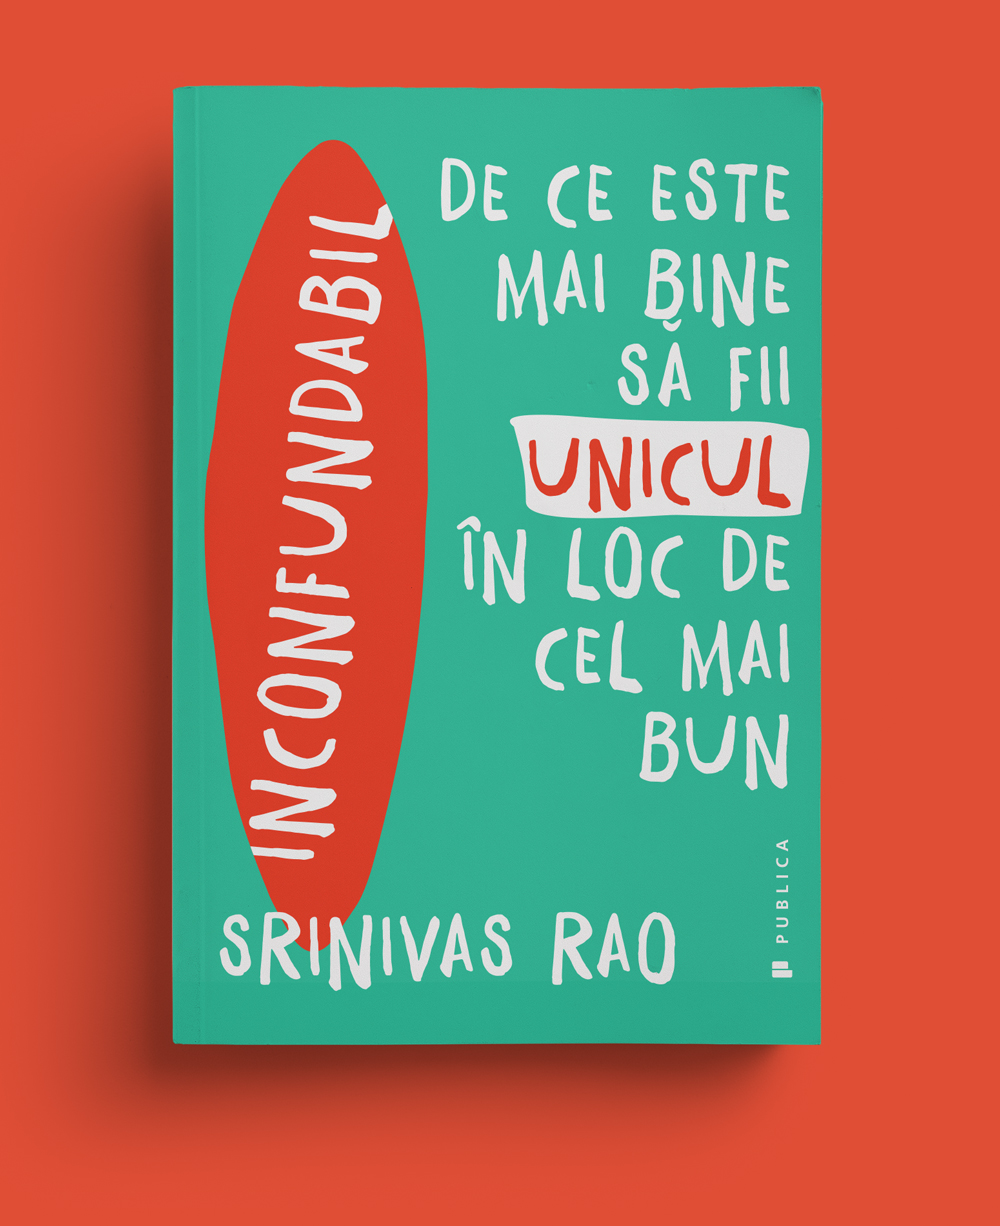 INCONFUNDABIL
DE CE ESTE
MAI BINE
SĂ FII
UNICUL
ÎN LOC DE
CEL MAI
BUN
SRINIVAS RAO
PUBLICA